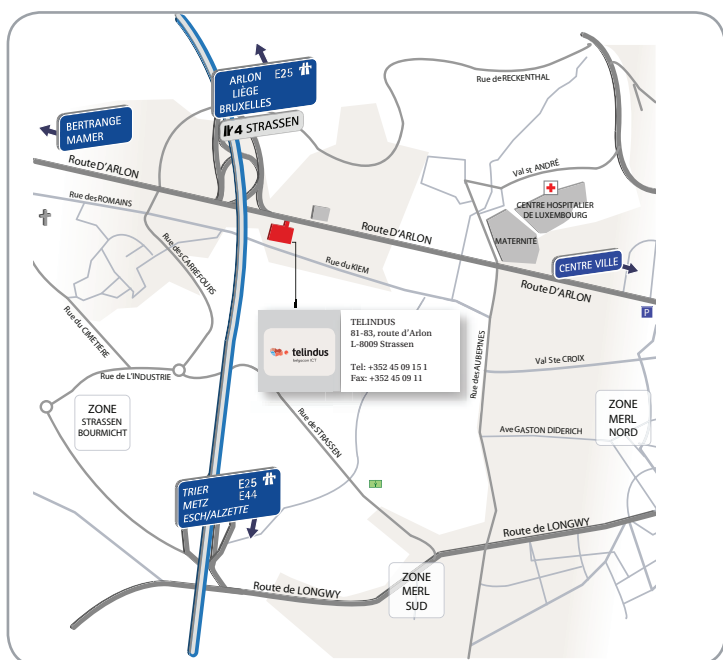 ARLON E25
LIÈGE
BRUXELLES
4 STRASSEN
BERTRANGE
MAMER
Rue de RECKENTHAL
Route D'ARLON
Val st ANDRÉ
Rue des ROMAINS
CENTRE HOSPITALIER
DE LUXEMBOURG
Route D'ARLON
MATERNITÉ
Rue des CARREFOURS
Rue du KIEM
CENTRE VILLE
Route D'ARLON
P
Rue du CIMETIERE
TELINDUS
81-83, route d'Arlon
L-8009 Strassen
Tel: +352 45 09 15 1
Fax: +352 45 09 11
telindus
belgacom ICT
Rue des AUBEPINES
Val Ste CROIX
Rue de L'INDUSTRIE
ZONE
STRASSEN
BOURMICHT
ZONE
MERL
NORD
Rue de STRASSEN
Ave GASTON DIDERICH
TRIER E25
METZ E44
ESCH/ALZETTE
Route de LONGWY
Route de LONGWY
ZONE
MERL
SUD